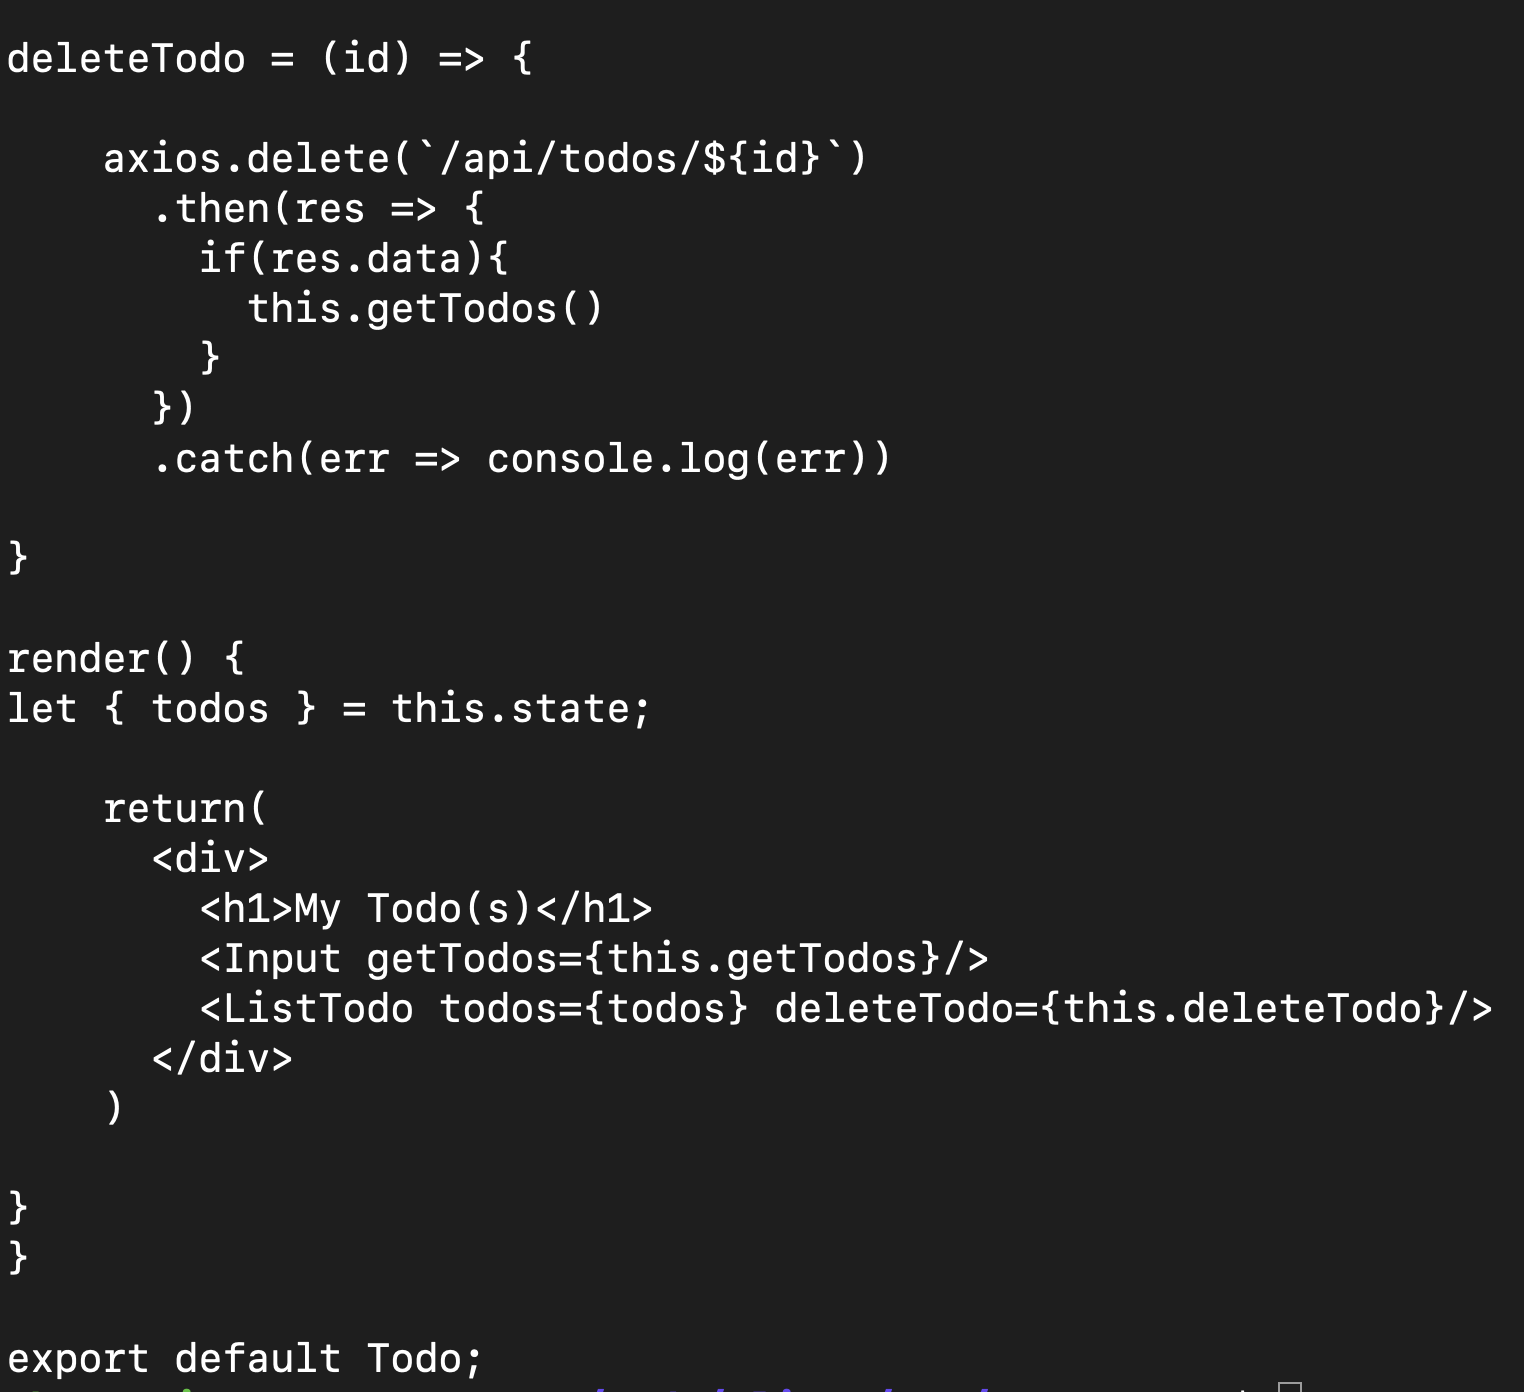 deleteTodo = (id) => {
axios.delete(`/api/todos/${id}`)
.then(res => {
if(res.data){
this.getTodos()
}
})
.catch(err => console.log(err))
}
render() {
let { todos } = this.state;
return(
<div>
<h1>My Todo(s)</h1>
<Input getTodos={this.getTodos}/>
<ListTodo todos={todos} deleteTodo={this.deleteTodo}/>
</div>
)
}
}
export default Todo;